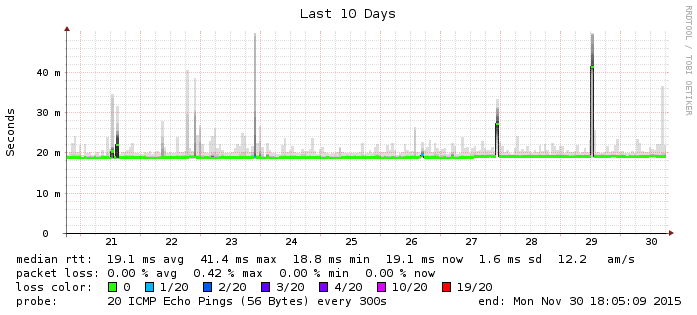 Last 10 Days
RRDTOOL / TOBI OETIKER
Seconds
40 m
30 m
20 m
10 m
0
21 22 23 24 25 26 27 28 29 30
median rtt: 19.1 ms avg 41.4 ms max 18.8 ms min 19.1 ms now 1.6 ms sd 12.2 am/s
packet loss: 0.00 % avg 0.42 % max 0.00 % min 0.00 % now
loss color: 0 1/20 2/20 3/20 4/20 10/20 19/20
probe: 20 ICMP Echo Pings (56 Bytes) every 300s end: Mon Nov 30 18:05:09 2015